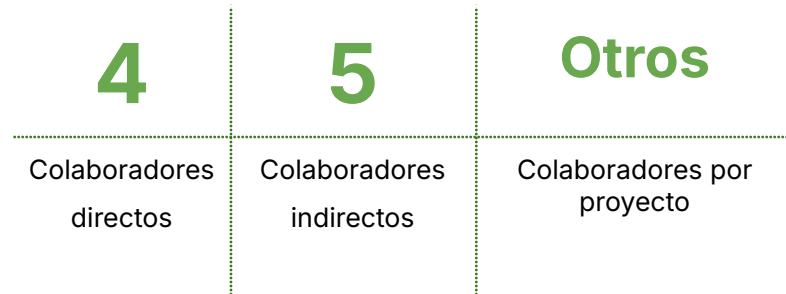 4
5
Otros
Colaboradores
directos
Colaboradores
indirectos
Colaboradores por
proyecto